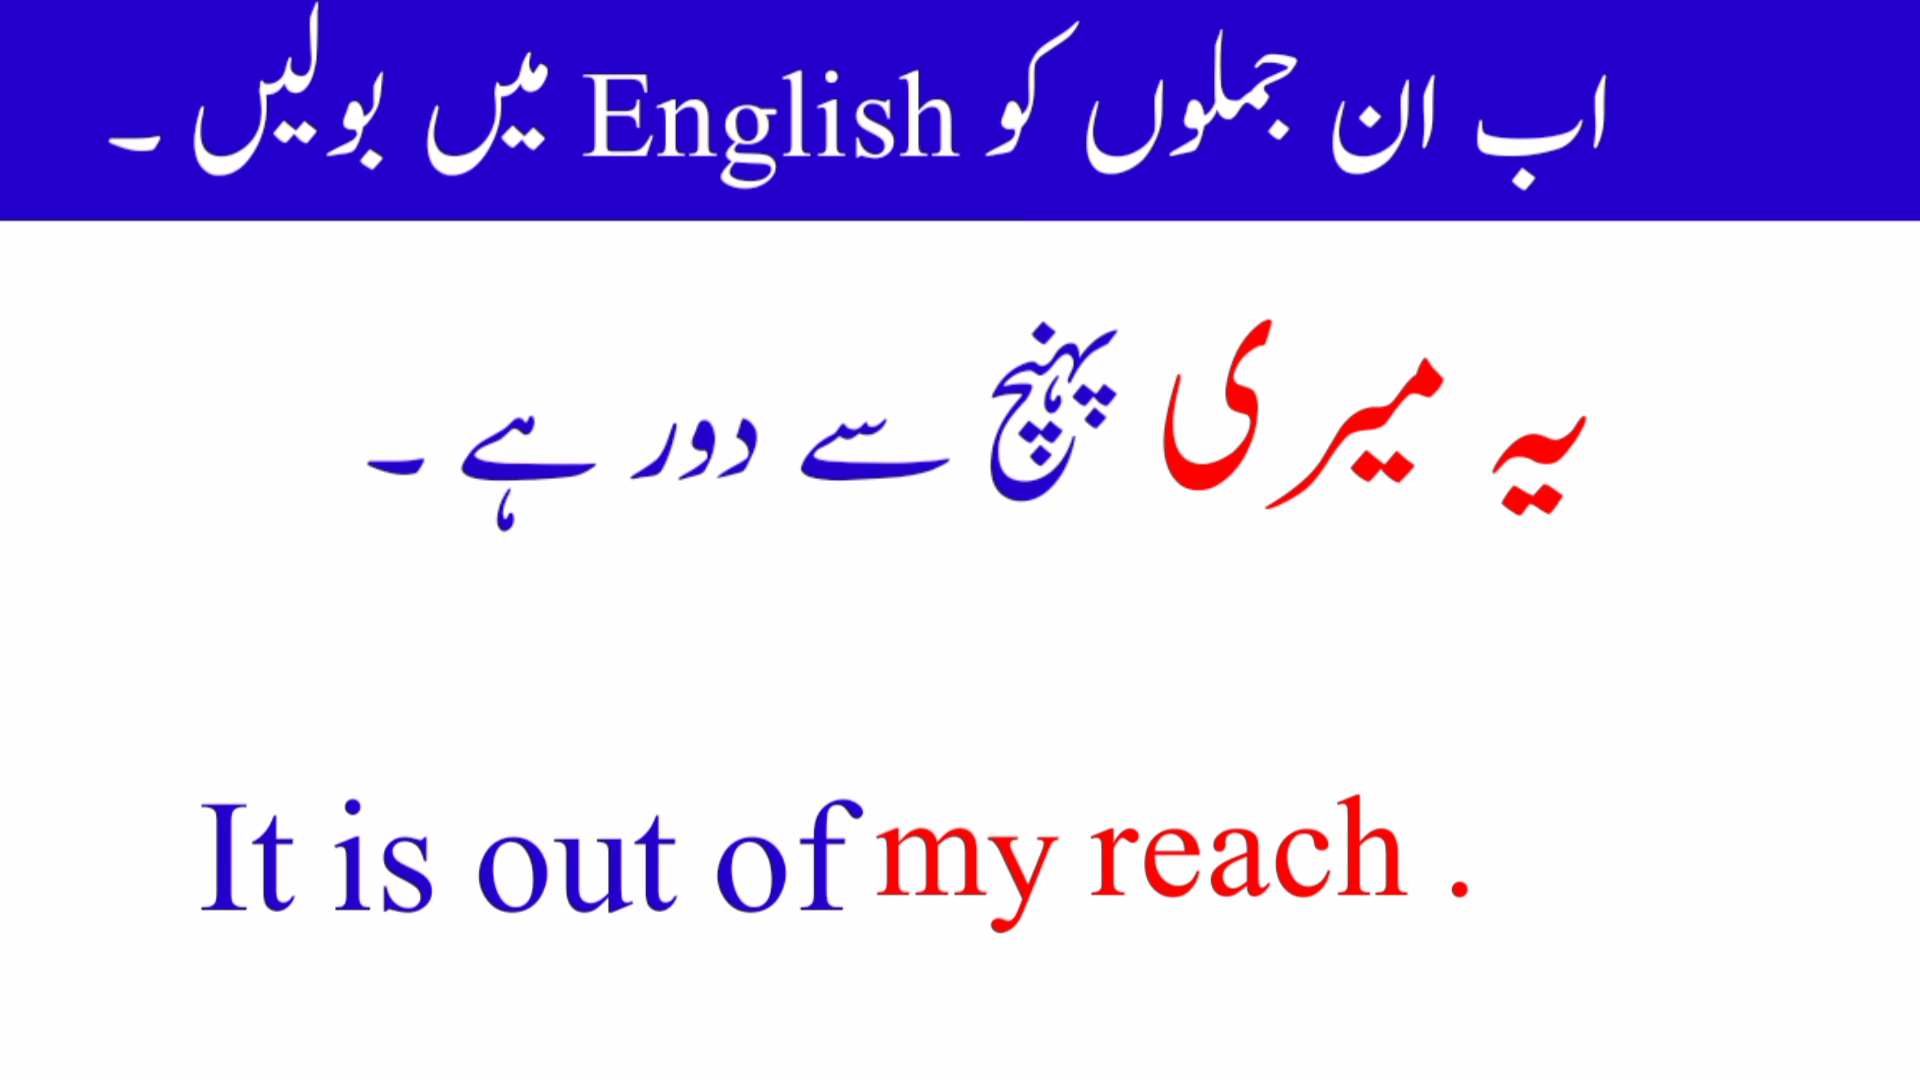 اب ان جملوں کو English میں بولیں ۔
یہ میری پہنچ سے دور ہے ۔
It is out of my reach .